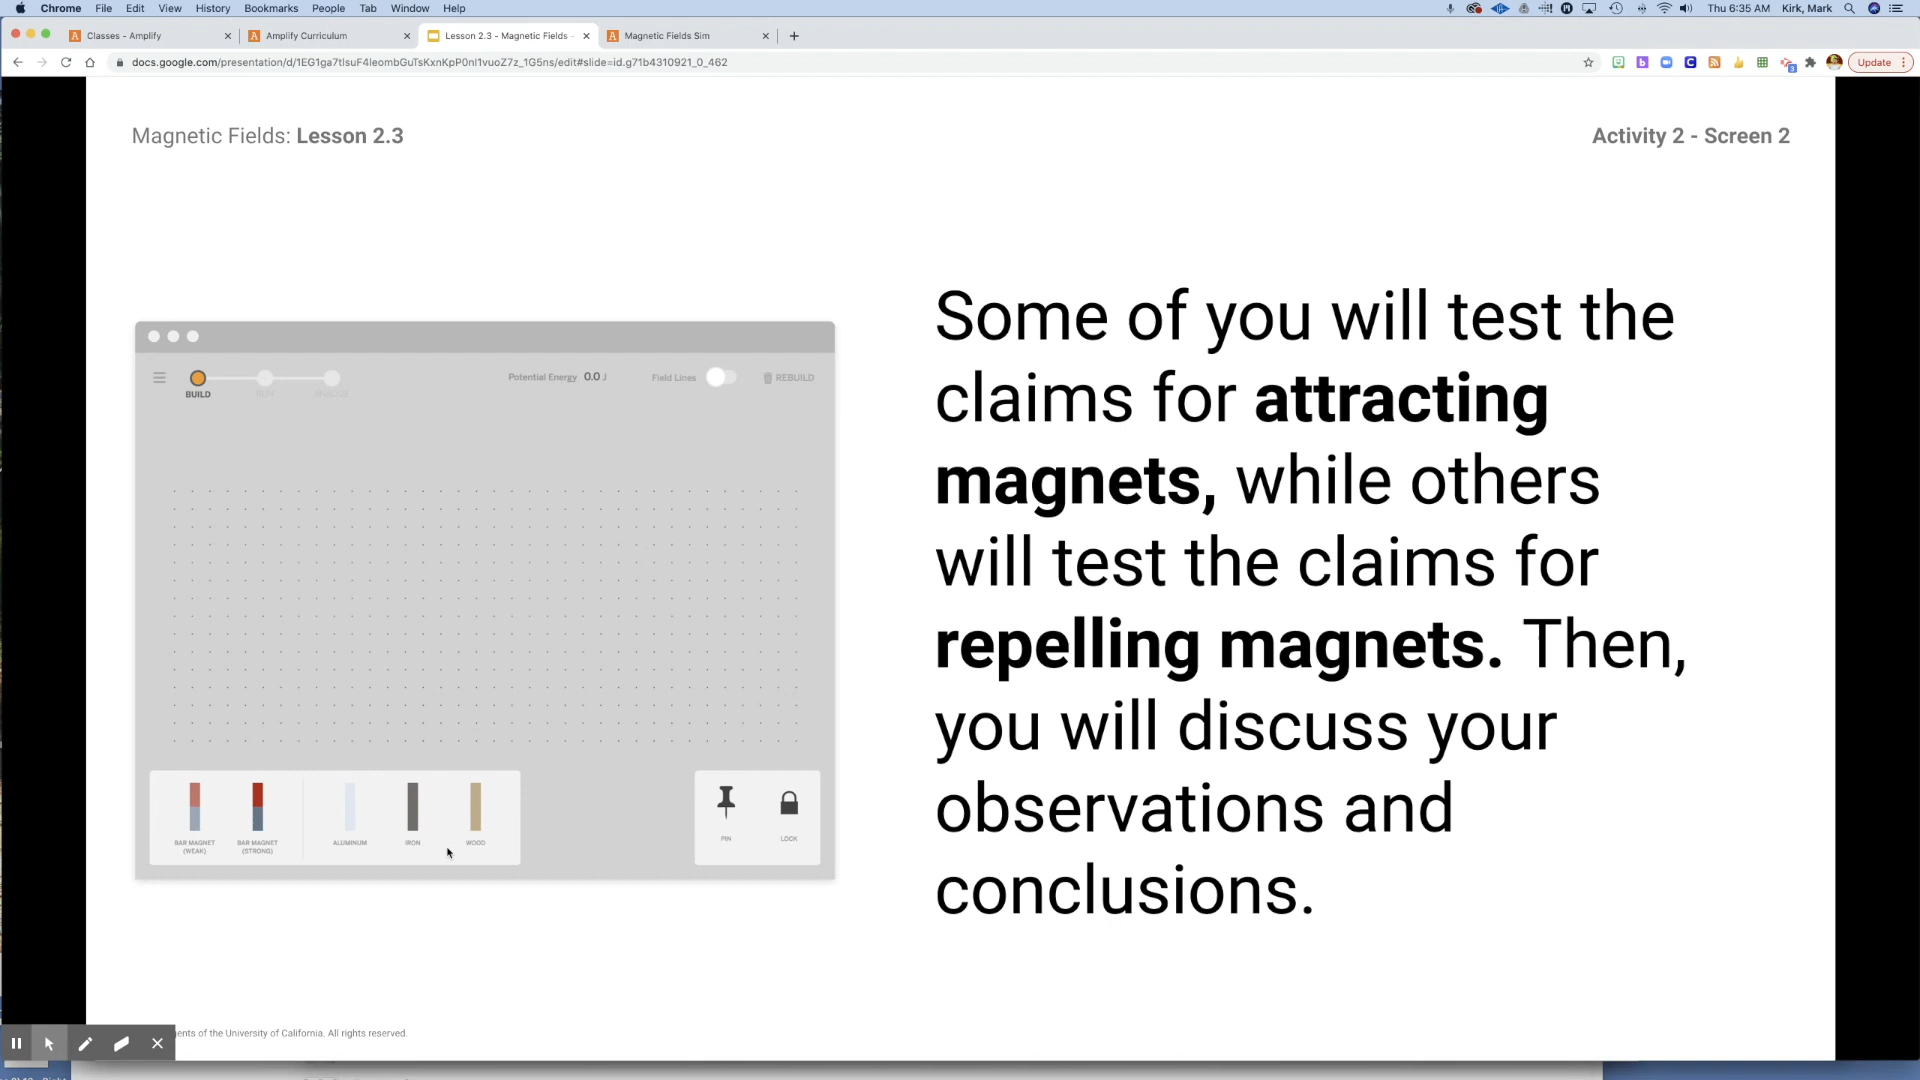 Chrome File Edit View History Bookmarks People Tab Window Help
Thu 6:35 AM Kirk, Mark
Classes - Amplify
Amplify Curriculum
Lesson 2.3 - Magnetic Fields -
Magnetic Fields Sim
docs.google.com/presentation/d/1EG1ga7tlsuF4leombGuTsKxnKpP0nl1vuoZ7z_1G5ns/edit#slide=id.g71b4310921_0_462
Update
Magnetic Fields: Lesson 2.3
Activity 2 - Screen 2
BUILD
Potential Energy 0.0 J
Field Lines
REBUILD
Some of you will test the
claims for attracting
magnets, while others
will test the claims for
repelling magnets. Then,
you will discuss your
observations and
conclusions.
BAR MAGNET
(WEAK)
BAR MAGNET
(STRONG)
ALUMINUM
IRON
WOOD
PIN
LOCK
of the University of California. All rights reserved.